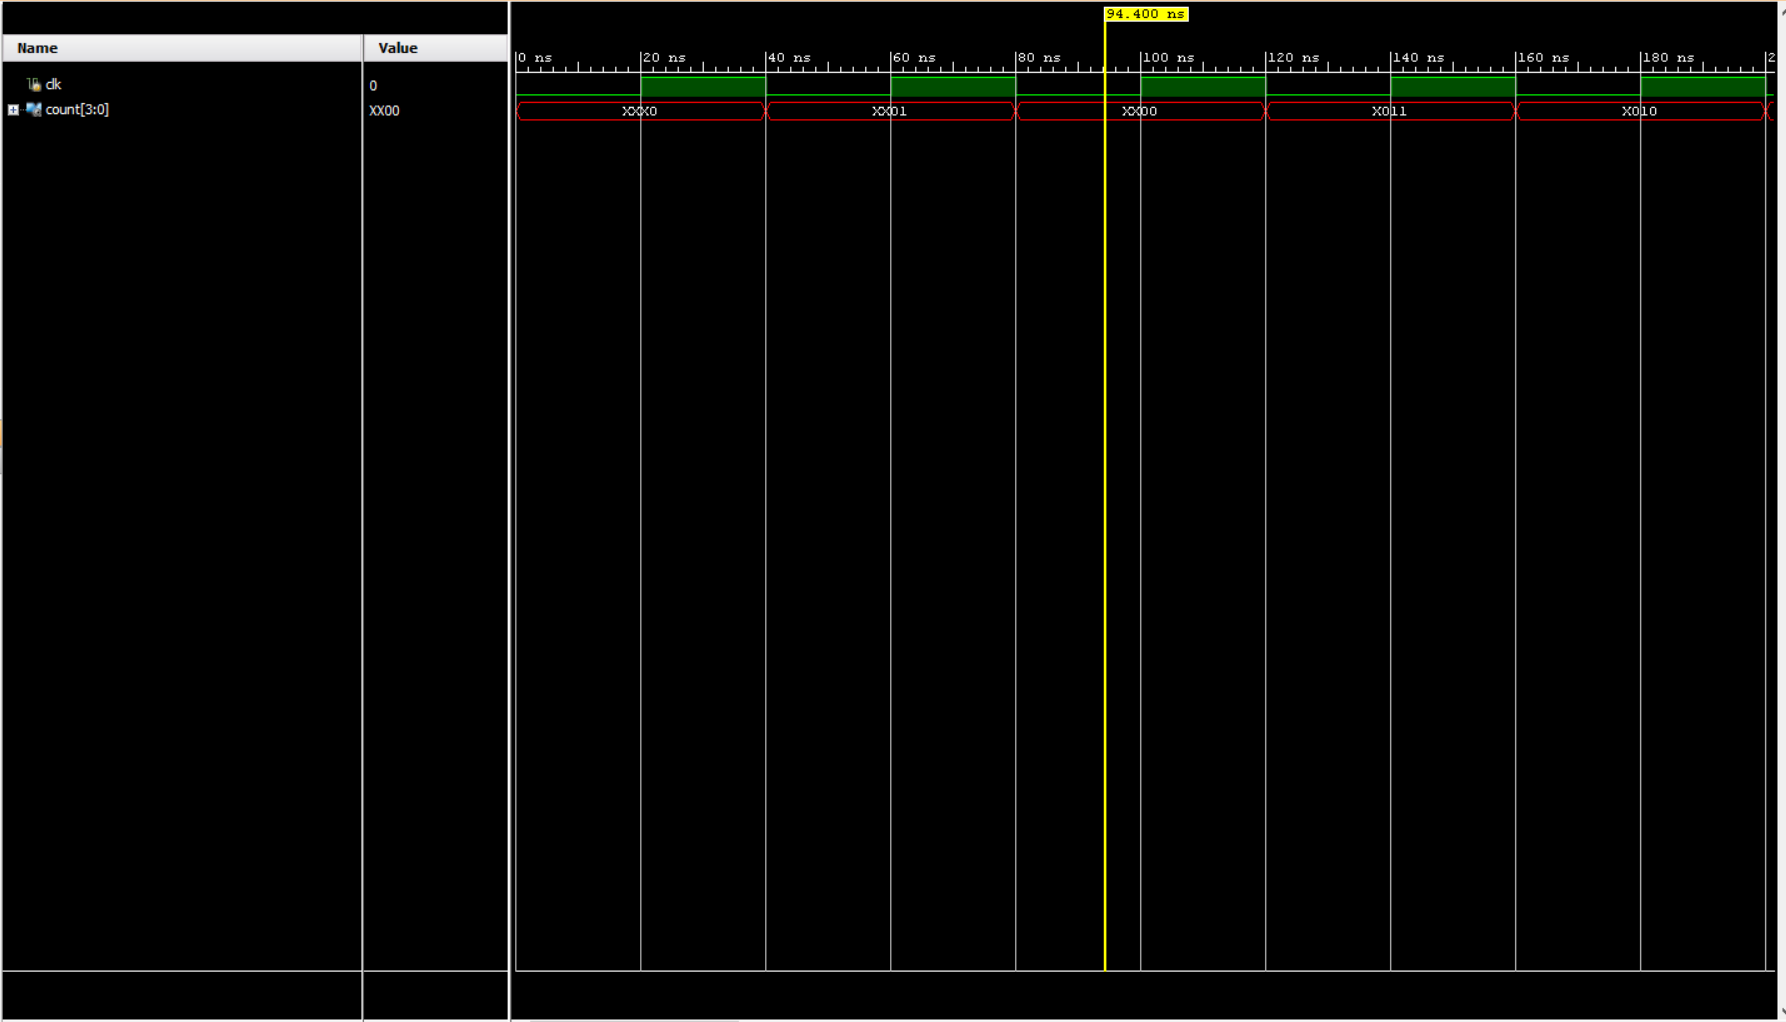 94.400 ns
Name Value
0 ns 20 ns 40 ns 60 ns 80 ns 100 ns 120 ns 140 ns 160 ns 180 ns 2
clk 0
count[3:0] XX00 XXX0 XX01 XX00 X011 X010